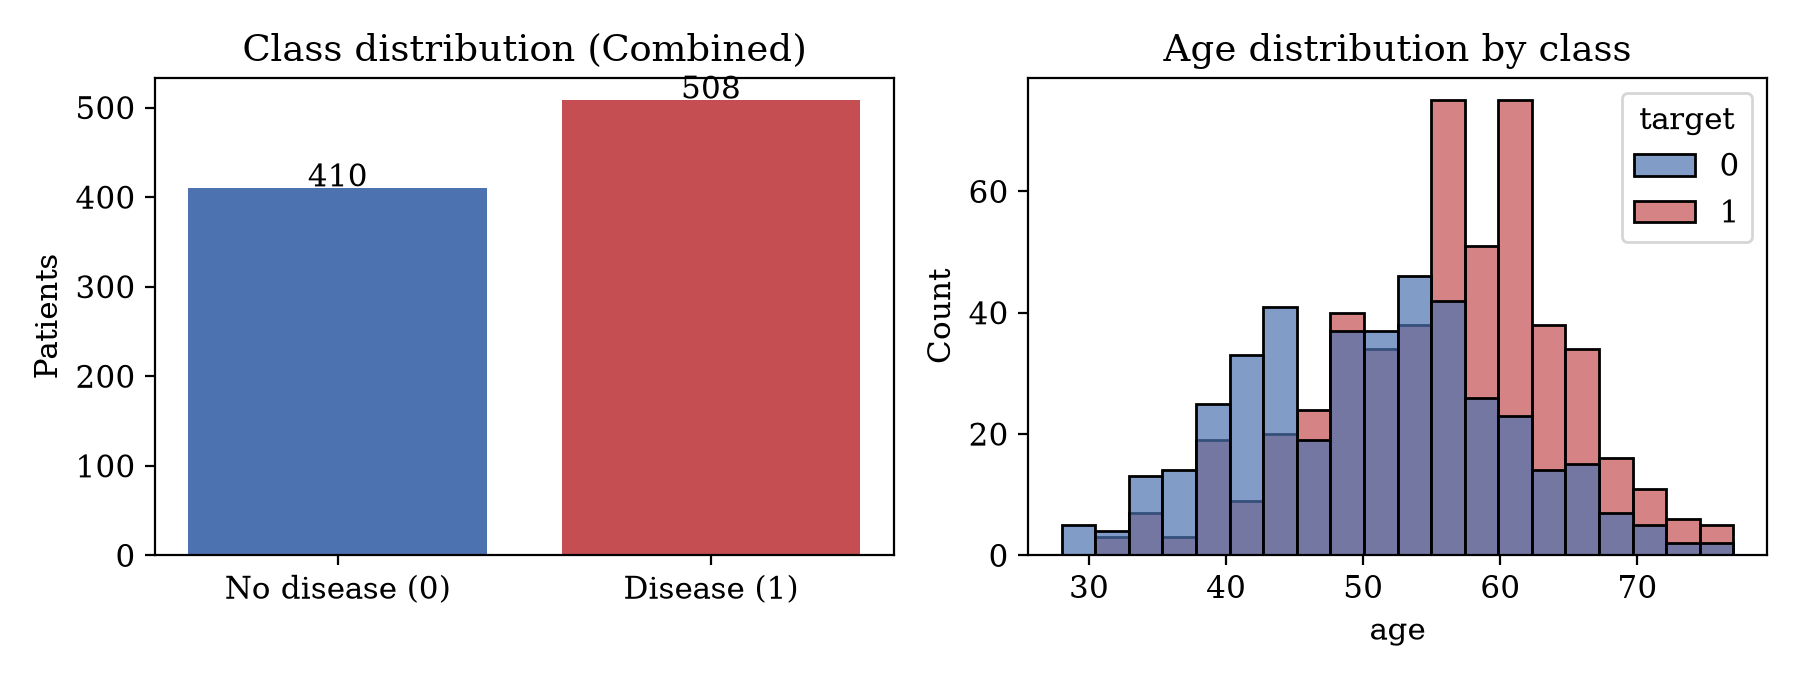 Class distribution (Combined)
Patients
500
400
300
200
100
0
410
508
No disease (0)
Disease (1)
Age distribution by class
Count
60
40
20
0
target
0
1
30
40
50
60
70
age